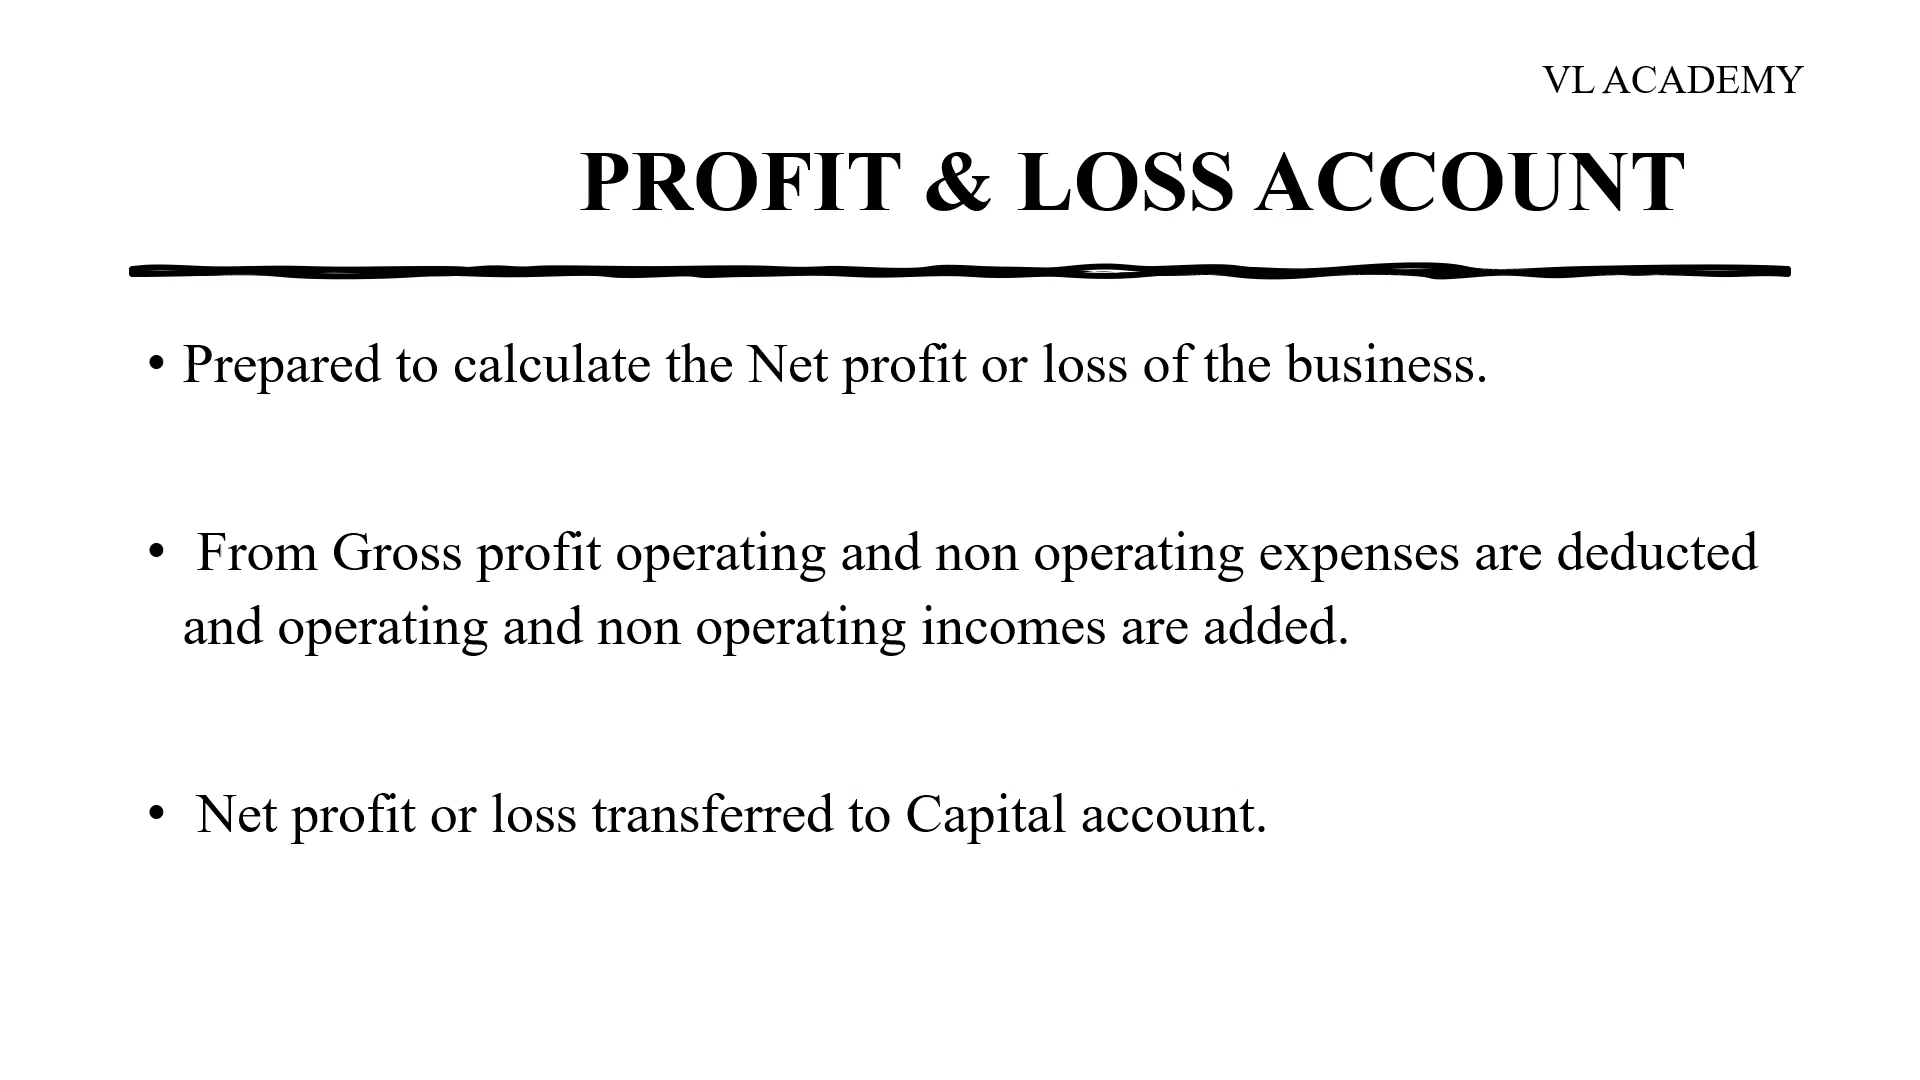 VL ACADEMY
PROFIT & LOSS ACCOUNT
• Prepared to calculate the Net profit or loss of the business.
• From Gross profit operating and non operating expenses are deducted
and operating and non operating incomes are added.
• Net profit or loss transferred to Capital account.